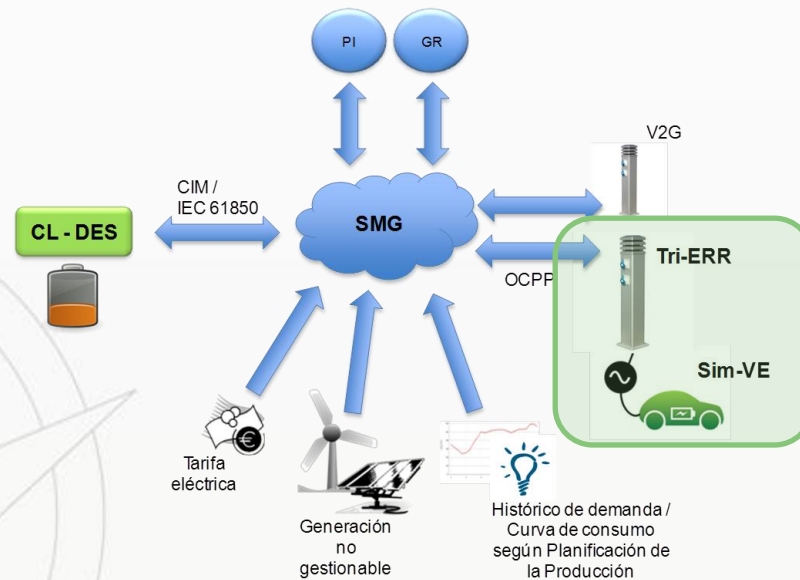 PI
GR
V2G
CIM /
IEC 61850
CL - DES
SMG
Tri-ERR
OCPP
Sim-VE
Tarifa
eléctrica
Generación
no
gestionable
Histórico de demanda /
Curva de consumo
según Planificación de
la Producción